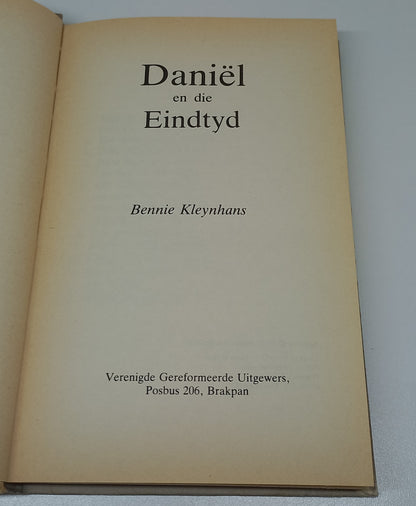 Daniël
en die
Eindtyd
Bennie Kleynhans
Verenigde Gereformeerde Uitgewers,
Posbus 206, Brakpan